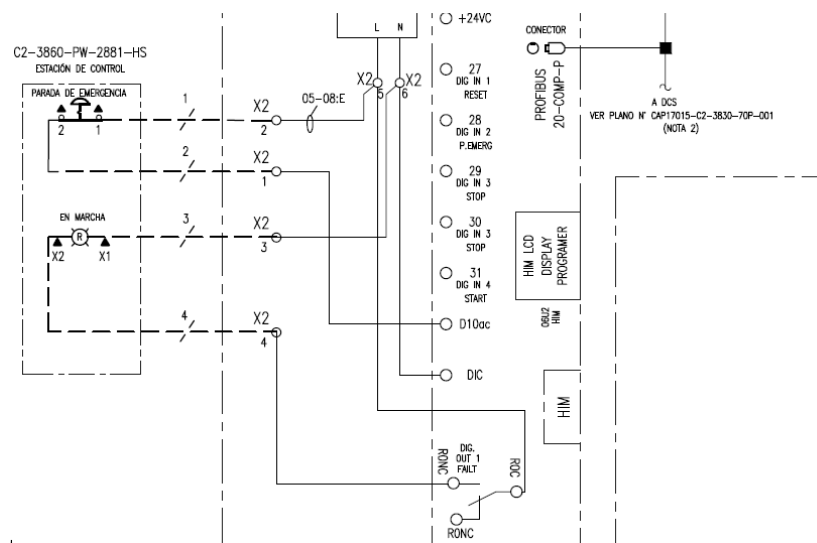 C2-3860-PW-2881-HS
ESTACIÓN DE CONTROL
PARADA DE EMERGENCIA
2 1
1
X2
2
05-08:E
2
X2
1
EN MARCHA
R
X2 X1
3
X2
3
4
X2
4
L N
X2 X2
5 6
+24VC
27
DIG IN 1
RESET
28
DIG IN 2
P.EMERG
29
DIG IN 3
STOP
30
DIG IN 3
STOP
31
DIG IN 4
START
D10ac
DIC
DIG.
OUT 1
FAILT
RONC
ROC
RONC
CONECTOR
PROFIBUS
20-COMP-P
A DCS
VER PLANO N° CAP17015-C2-3830-70P-001
(NOTA 2)
HIM LCD
DISPLAY
PROGRAMER
06U2
HIM
HIM